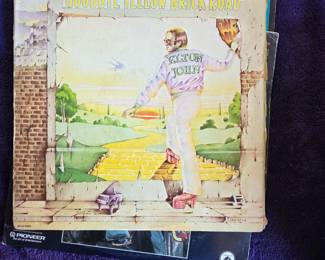 GOODBYE YELLOW BRICK ROAD
ELTON
JOHN
PIONEER